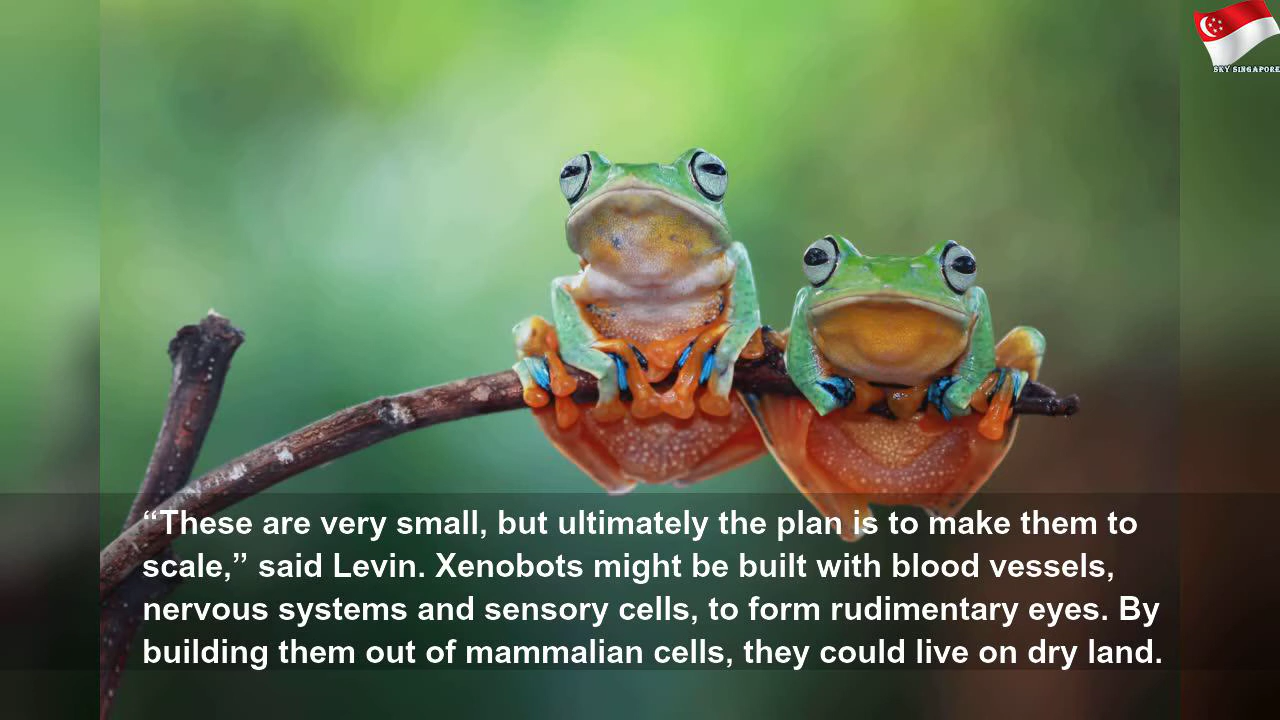 SKY SINGAPORE
“These are very small, but ultimately the plan is to make them to
scale,” said Levin. Xenobots might be built with blood vessels,
nervous systems and sensory cells, to form rudimentary eyes. By
building them out of mammalian cells, they could live on dry land.